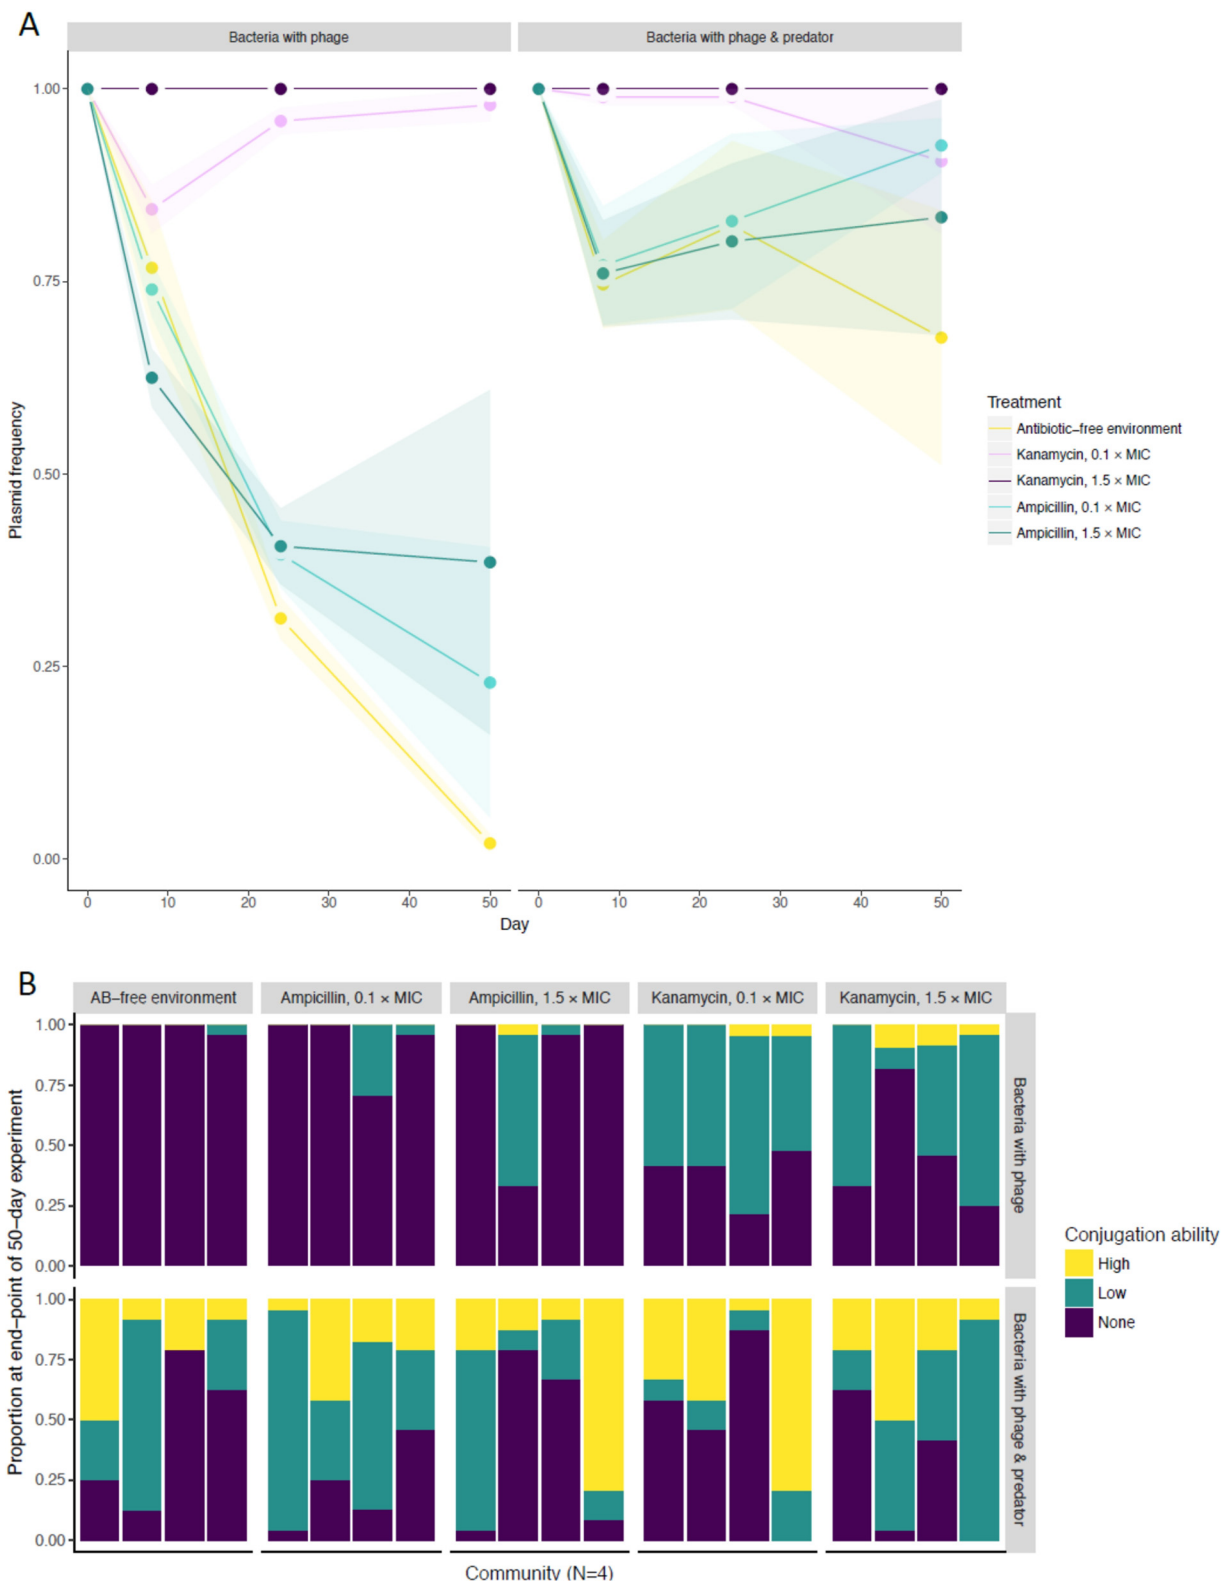 A
Bacteria with phage
Bacteria with phage & predator
1.00
0.75
0.50
0.25
0.00
Plasmid frequency
0 10 20 30 40 50
0 10 20 30 40 50
Day
Treatment
Antibiotic–free environment
Kanamycin, 0.1 × MIC
Kanamycin, 1.5 × MIC
Ampicillin, 0.1 × MIC
Ampicillin, 1.5 × MIC
B
AB–free environment
Ampicillin, 0.1 × MIC
Ampicillin, 1.5 × MIC
Kanamycin, 0.1 × MIC
Kanamycin, 1.5 × MIC
1.00
0.75
0.50
0.25
0.00
Bacteria with phage
1.00
0.75
0.50
0.25
0.00
Bacteria with phage & predator
Proportion at end–point of 50–day experiment
Community (N=4)
Conjugation ability
High
Low
None